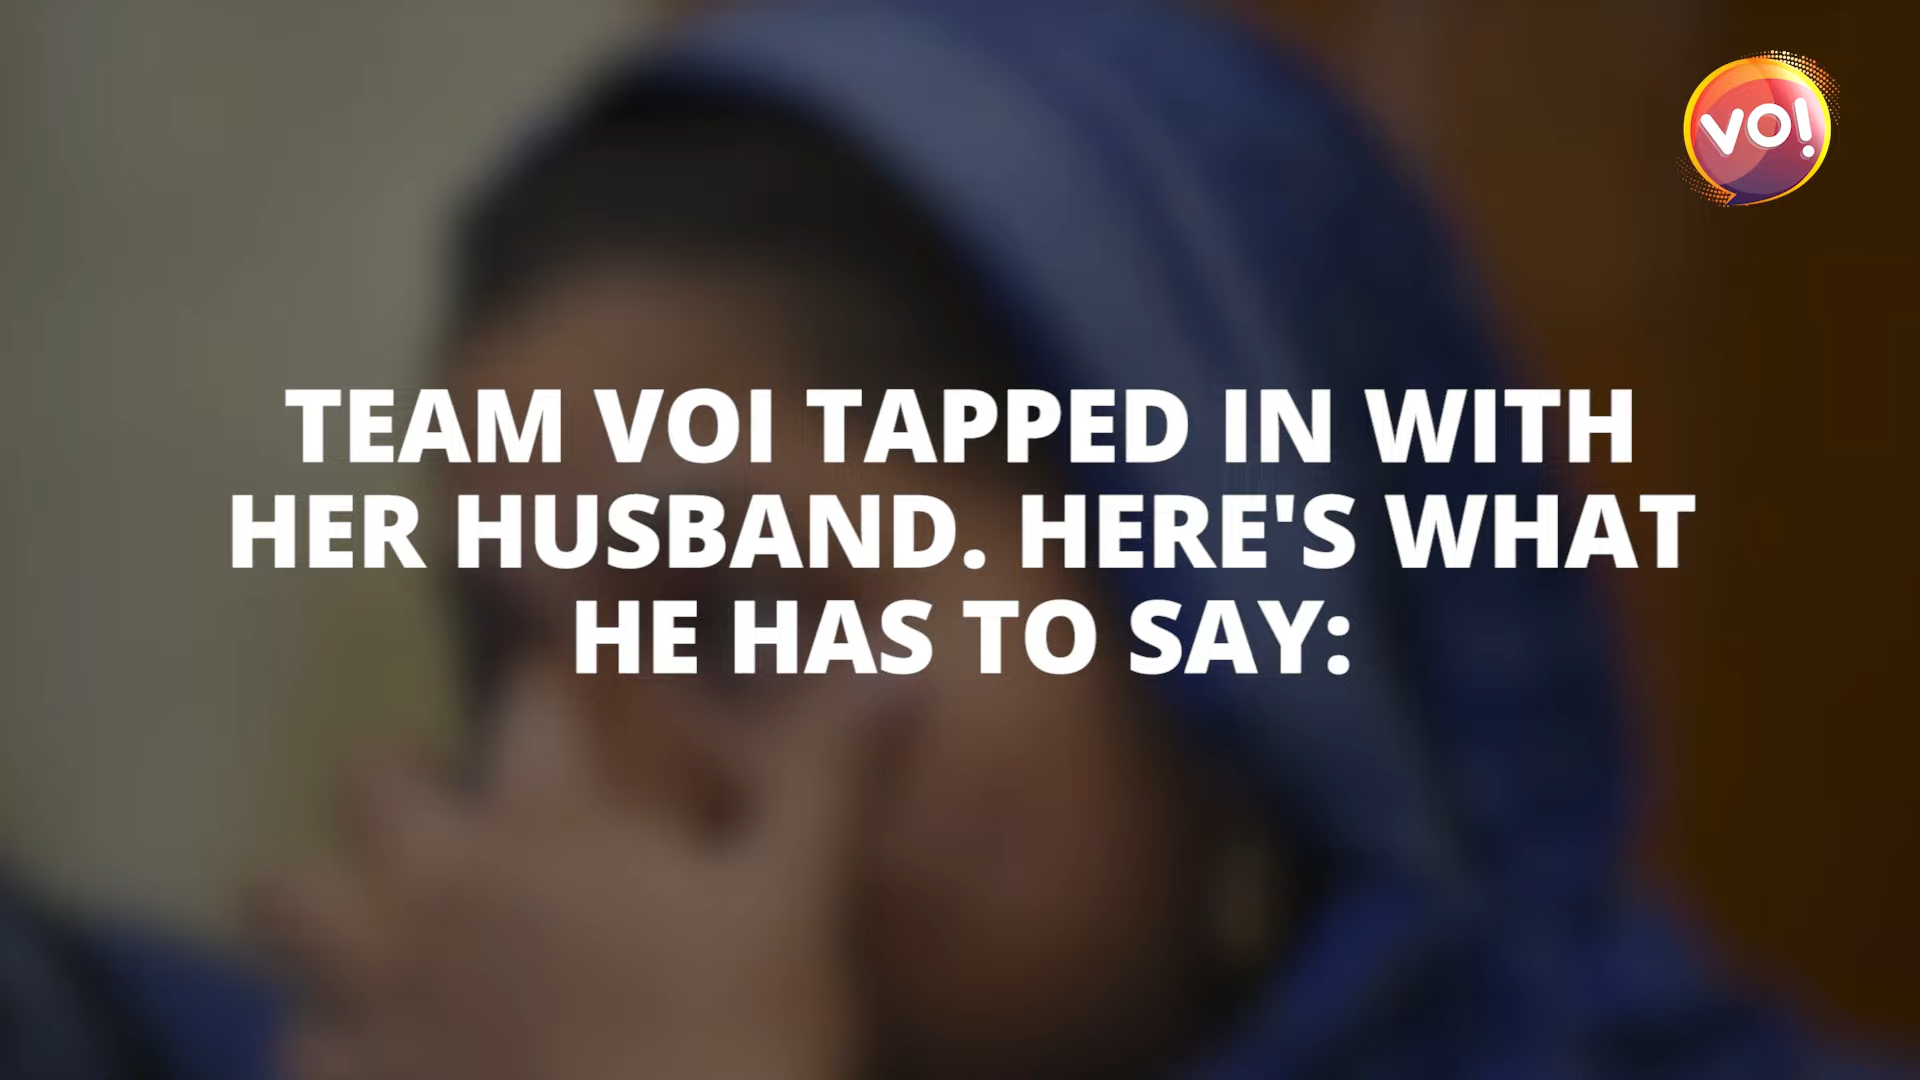 VO!
TEAM VOI TAPPED IN WITH
HER HUSBAND. HERE'S WHAT
HE HAS TO SAY: